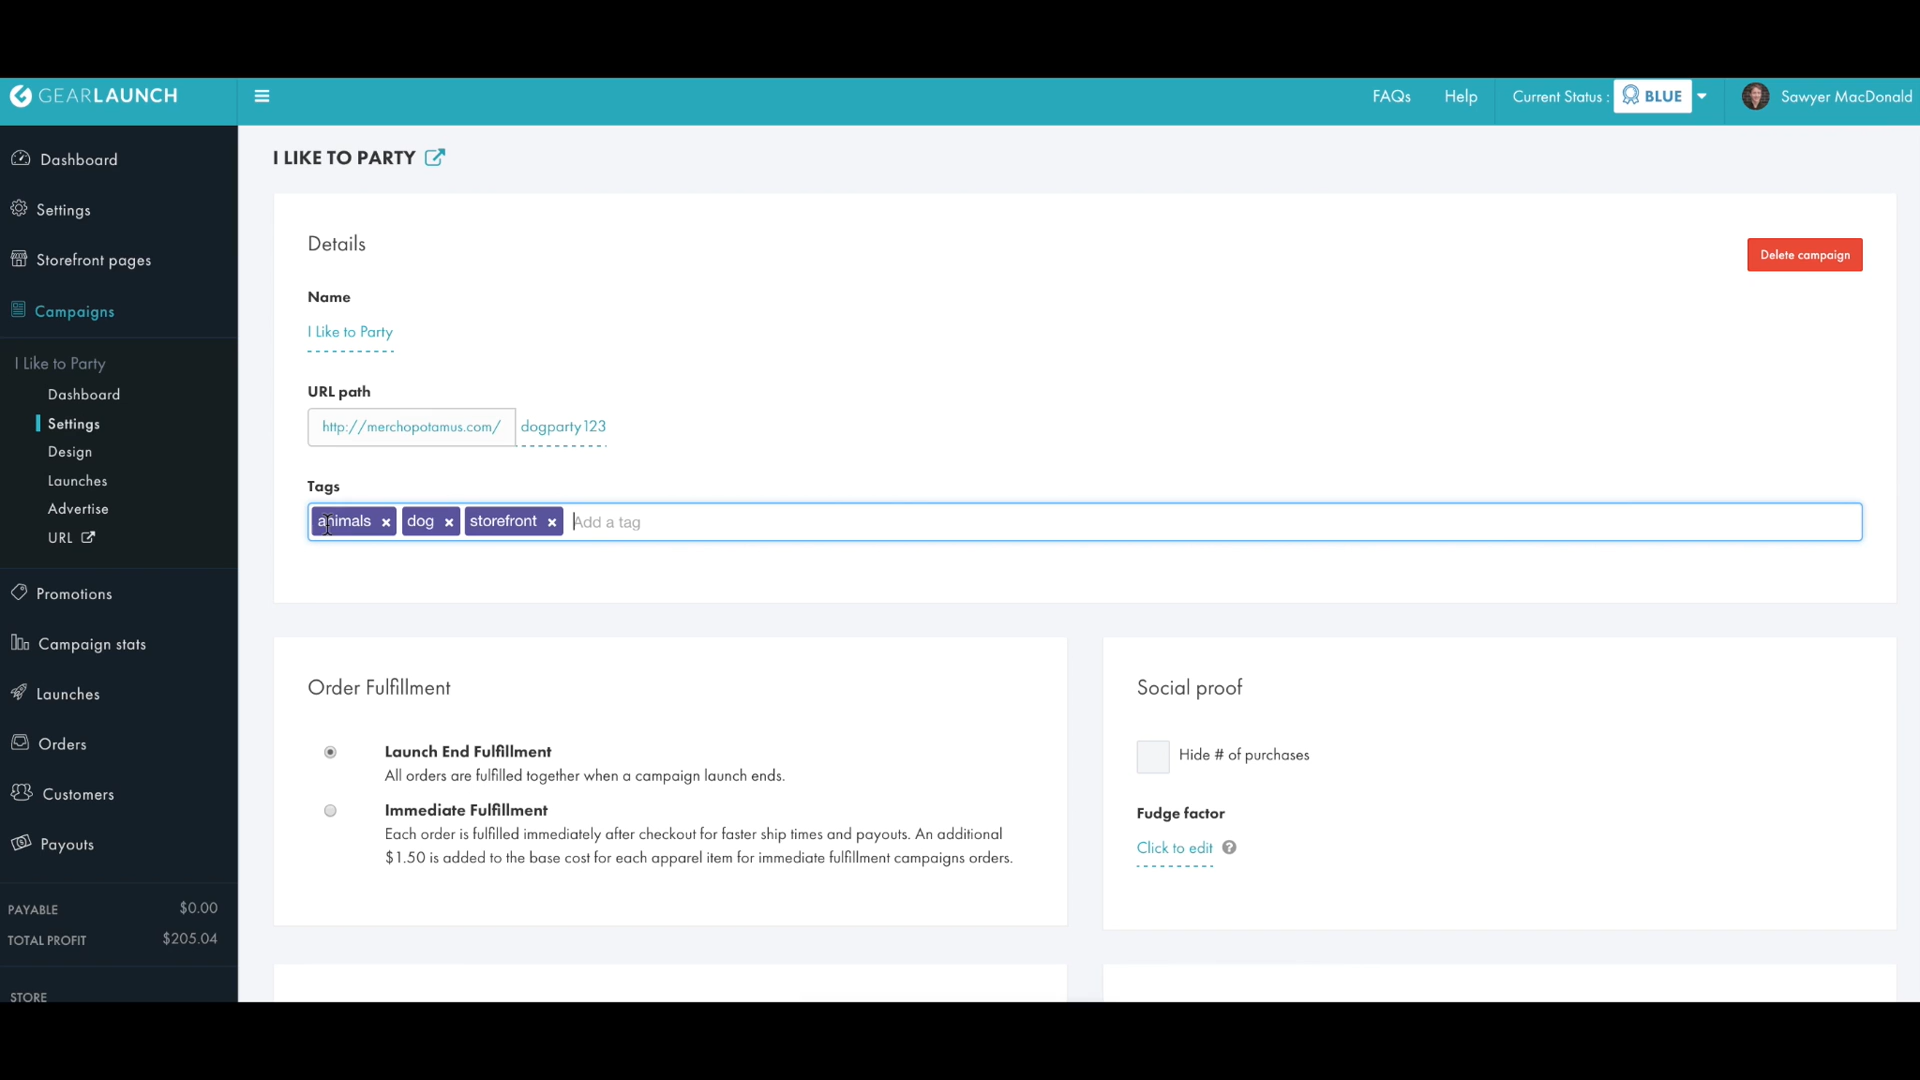 GEARLAUNCH
FAQs
Help
Current Status :
BLUE
Sawyer MacDonald
Dashboard
Settings
Storefront pages
Campaigns
I Like to Party
Dashboard
Settings
Design
Launches
Advertise
URL
Promotions
Campaign stats
Launches
Orders
Customers
Payouts
PAYABLE $0.00
TOTAL PROFIT $205.04
STORE
I LIKE TO PARTY
Details
Delete campaign
Name
I Like to Party
URL path
http://merchopotamus.com/ dogparty123
Tags
animals × dog × storefront × Add a tag
Order Fulfillment
Launch End Fulfillment
All orders are fulfilled together when a campaign launch ends.
Immediate Fulfillment
Each order is fulfilled immediately after checkout for faster ship times and payouts. An additional
$1.50 is added to the base cost for each apparel item for immediate fulfillment campaigns orders.
Social proof
Hide # of purchases
Fudge factor
Click to edit ?